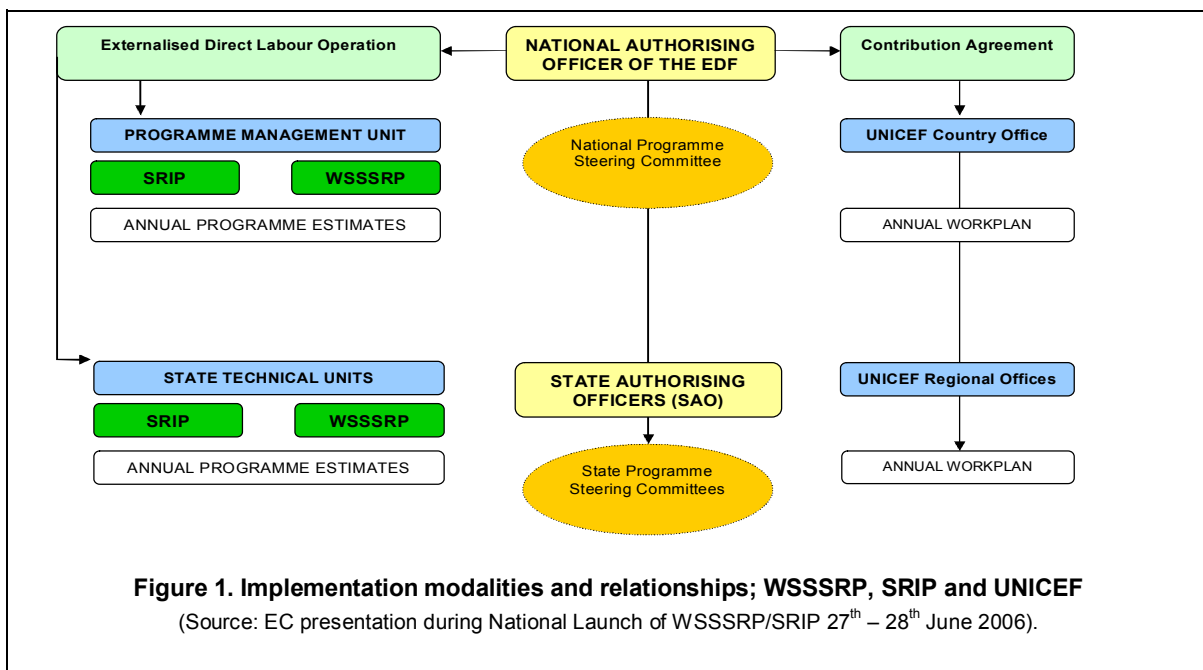 Externalised Direct Labour Operation
NATIONAL AUTHORISING
OFFICER OF THE EDF
Contribution Agreement
PROGRAMME MANAGEMENT UNIT
SRIP
WSSSRP
ANNUAL PROGRAMME ESTIMATES
National Programme
Steering Committee
UNICEF Country Office
ANNUAL WORKPLAN
STATE TECHNICAL UNITS
SRIP
WSSSRP
ANNUAL PROGRAMME ESTIMATES
STATE AUTHORISING
OFFICERS (SAO)
State Programme
Steering Committees
UNICEF Regional Offices
ANNUAL WORKPLAN
Figure 1. Implementation modalities and relationships; WSSSRP, SRIP and UNICEF
(Source: EC presentation during National Launch of WSSSRP/SRIP 27th – 28th June 2006).